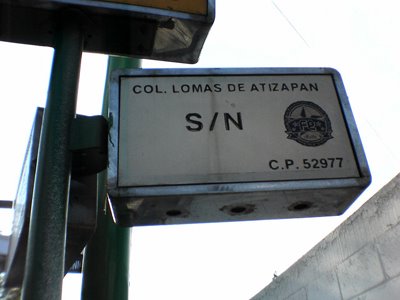 COL. LOMAS DE ATIZAPAN
S/N
C.P. 52977